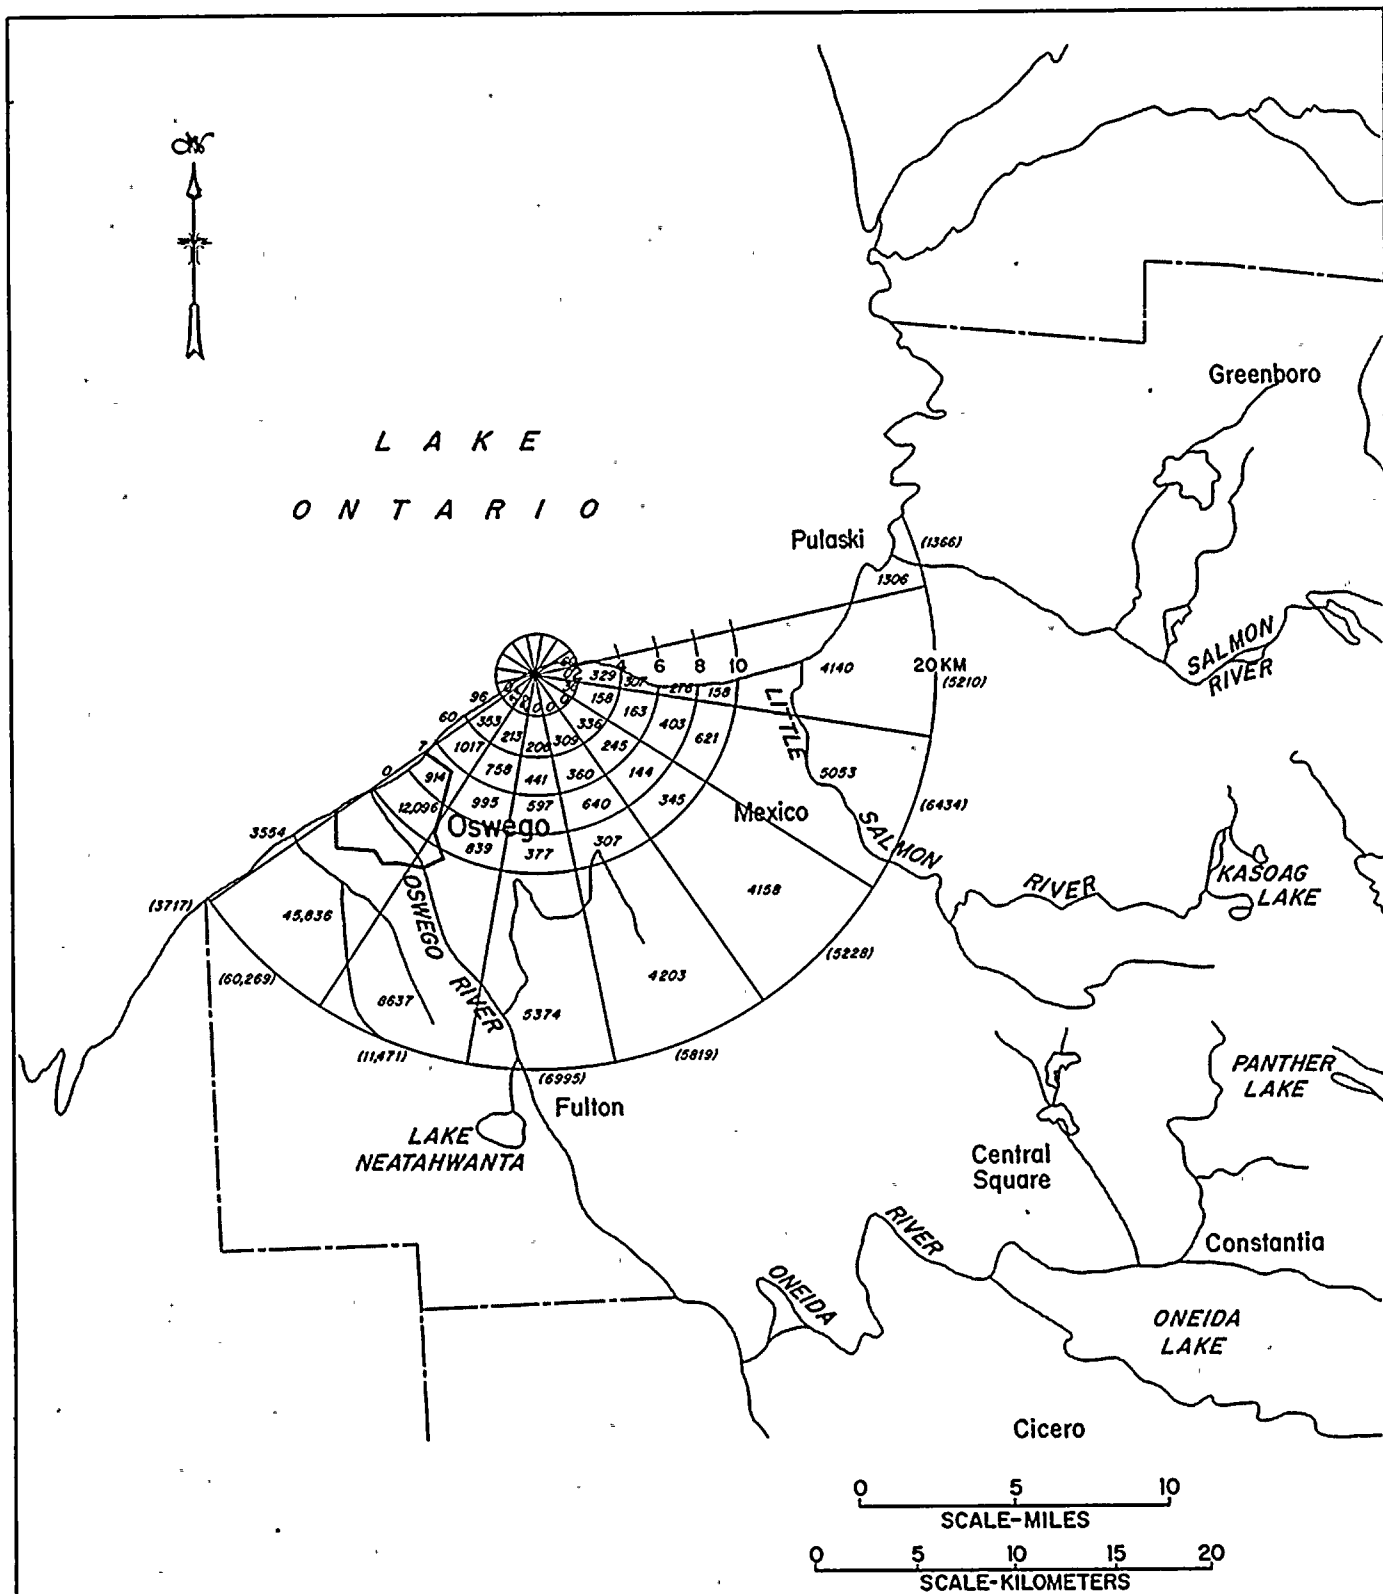 N
Greenboro
LAKE
ONTARIO
Pulaski
(1366)
1306
SALMON
RIVER
4 6 8 10
20 KM
4140
(5210)
329 307 276 158
96
158 163 403 621
60
353 213 208 309 336
LITTLE
7
1017 758 441 360 245 144 345
5053
0
914 995 597 640
(6434)
12,096
Oswego
Mexico
839 377 307
3554
SALMON
RIVER
KASOAG
LAKE
(3717)
45,836
OSWEGO
RIVER
4158
(5228)
(60,269)
8637
4203
5374
(11,471)
(6995)
(5819)
Fulton
PANTHER
LAKE
LAKE
NEATAHWANTA
Central
Square
RIVER
Constantia
ONEIDA
ONEIDA
LAKE
Cicero
0 5 10
SCALE-MILES
0 5 10 15 20
SCALE-KILOMETERS